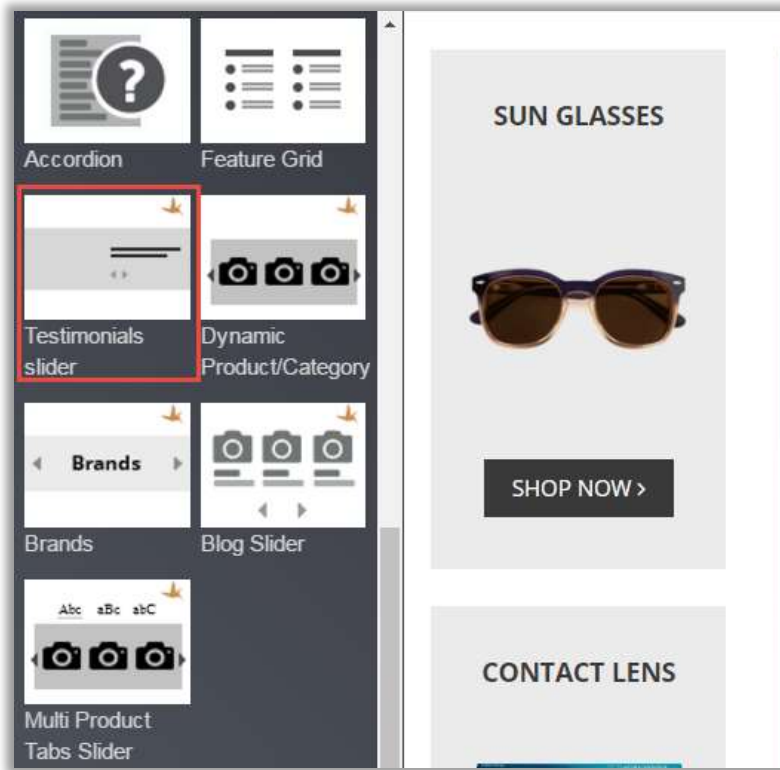 Accordion
Feature Grid
Testimonials
slider
Dynamic
Product/Category
Brands
Brands
Blog Slider
Abc aBc abC
Multi Product
Tabs Slider
SUN GLASSES
SHOP NOW >
CONTACT LENS